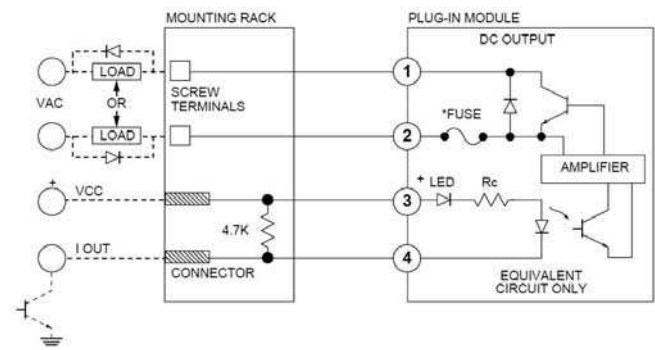 MOUNTING RACK
PLUG-IN MODULE
DC OUTPUT
LOAD
1
SCREW
TERMINALS
VAC
OR
*FUSE
LOAD
2
AMPLIFIER
+
VCC
3
+ LED
Rc
4.7K
I OUT
4
CONNECTOR
EQUIVALENT
CIRCUIT ONLY